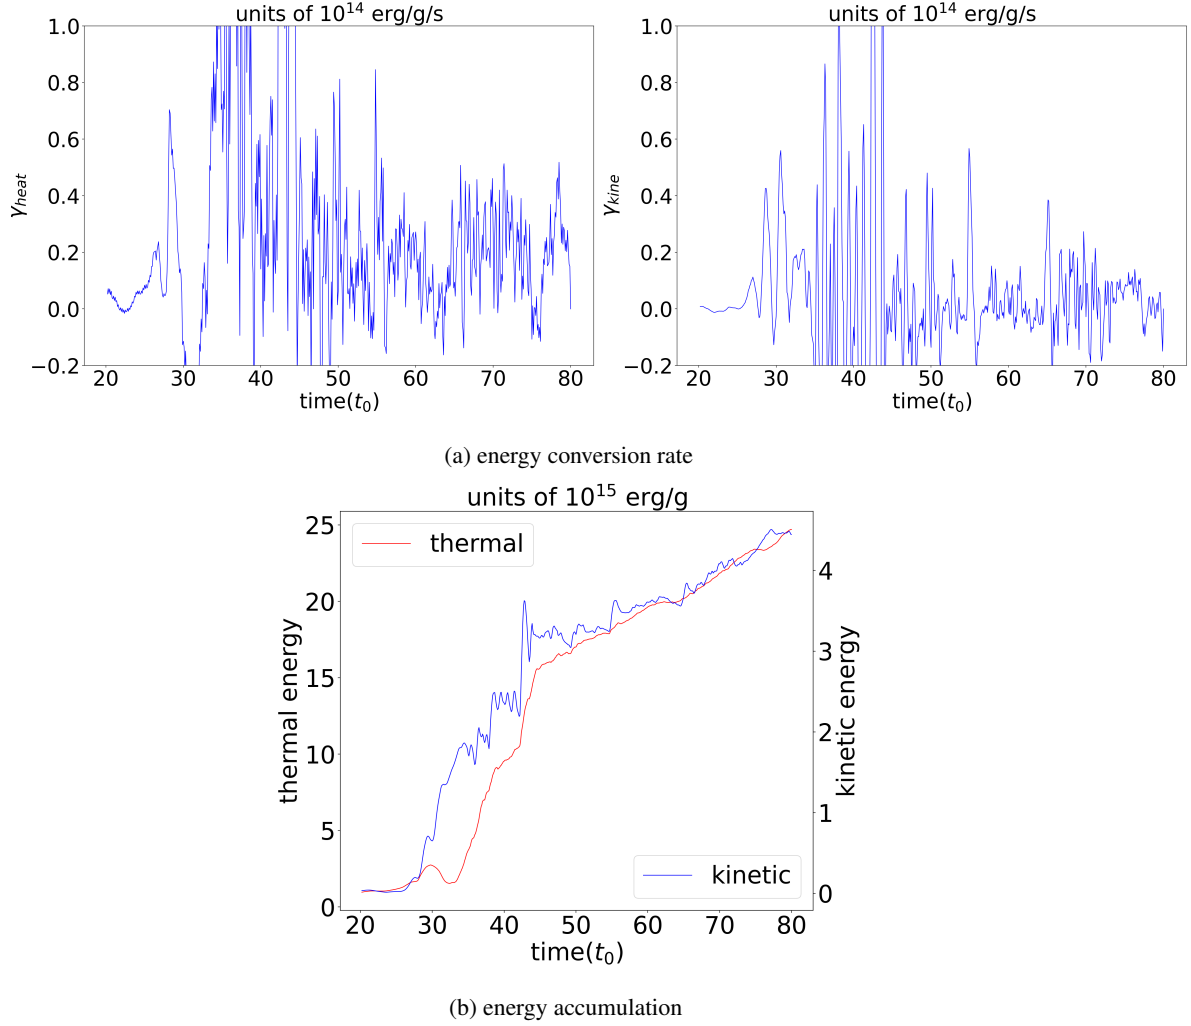 units of 10^14 erg/g/s
1.0
0.8
0.6
0.4
0.2
0.0
−0.2
γ_heat
20 30 40 50 60 70 80
time(t_0)
units of 10^14 erg/g/s
1.0
0.8
0.6
0.4
0.2
0.0
−0.2
γ_kine
20 30 40 50 60 70 80
time(t_0)
(a) energy conversion rate
units of 10^15 erg/g
25
20
15
10
5
0
thermal energy
thermal
4
3
2
1
0
kinetic energy
kinetic
20 30 40 50 60 70 80
time(t_0)
(b) energy accumulation